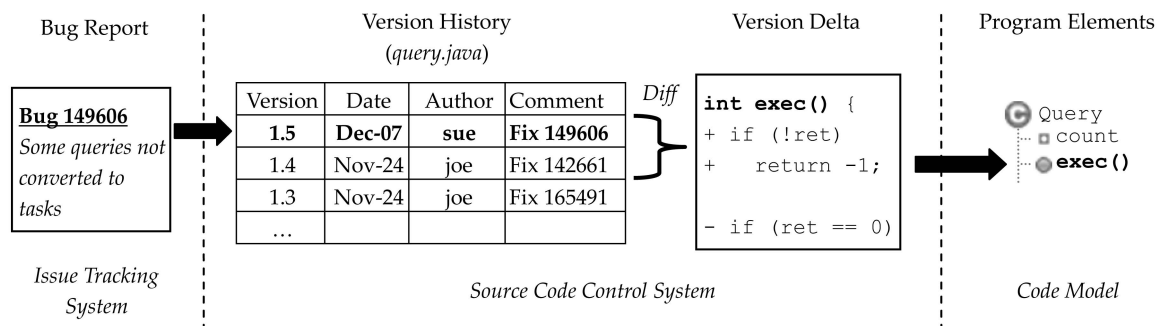 Bug Report
Bug 149606
Some queries not
converted to
tasks
Issue Tracking
System
Version History
(query.java)
Version Date Author Comment
1.5 Dec-07 sue Fix 149606
1.4 Nov-24 joe Fix 142661
1.3 Nov-24 joe Fix 165491
...
Diff
Version Delta
int exec() {
+ if (!ret)
+   return -1;
- if (ret == 0)
Source Code Control System
Program Elements
C Query
count
exec()
Code Model